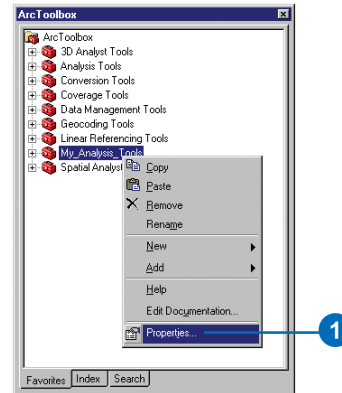 ArcToolbox
ArcToolbox
3D Analyst Tools
Analysis Tools
Conversion Tools
Coverage Tools
Data Management Tools
Geocoding Tools
Linear Referencing Tools
My_Analysis_Tools
Spatial Analyst
Copy
Paste
Remove
Rename
New
Add
Help
Edit Documentation...
Properties...
1
Favorites Index Search